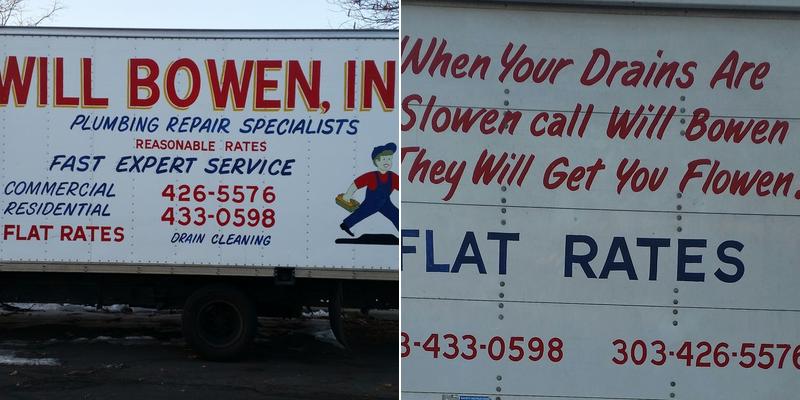 WILL BOWEN, IN
PLUMBING REPAIR SPECIALISTS
REASONABLE RATES
FAST EXPERT SERVICE
COMMERCIAL 426-5576
RESIDENTIAL 433-0598
FLAT RATES DRAIN CLEANING
When Your Drains Are
Slowen call Will Bowen
They Will Get You Flowen.
FLAT RATES
3-433-0598 303-426-5576